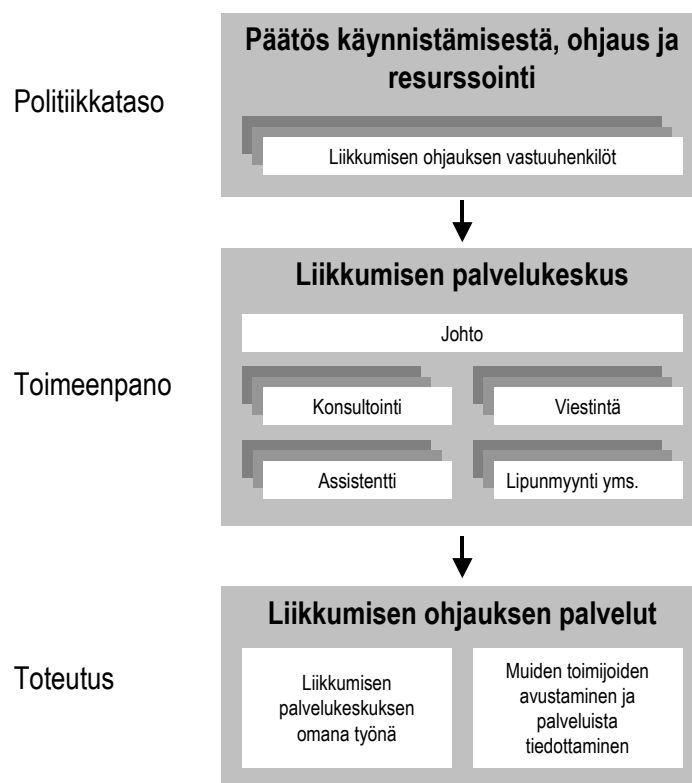 Päätös käynnistämisestä, ohjaus ja
resurssointi
Politiikkataso
Liikkumisen ohjauksen vastuuhenkilöt
Liikkumisen palvelukeskus
Johto
Toimeenpano
Konsultointi
Viestintä
Assistentti
Lipunmyynti yms.
Liikkumisen ohjauksen palvelut
Toteutus
Liikkumisen
palvelukeskuksen
omana työnä
Muiden toimijoiden
avustaminen ja
palveluista
tiedottaminen